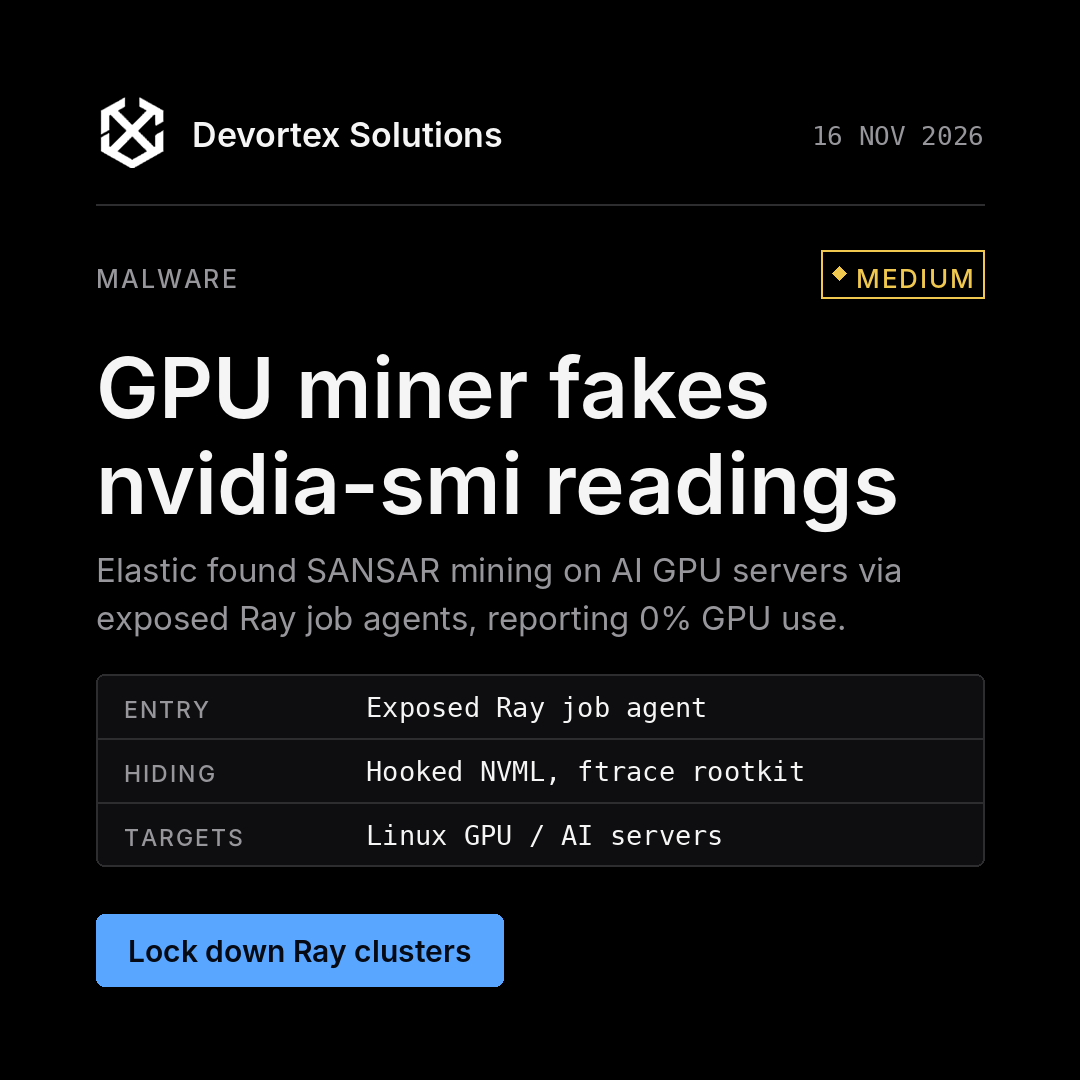 Devortex Solutions
16 NOV 2026
MALWARE
MEDIUM
GPU miner fakes
nvidia-smi readings
Elastic found SANSAR mining on AI GPU servers via
exposed Ray job agents, reporting 0% GPU use.
ENTRY Exposed Ray job agent
HIDING Hooked NVML, ftrace rootkit
TARGETS Linux GPU / AI servers
Lock down Ray clusters